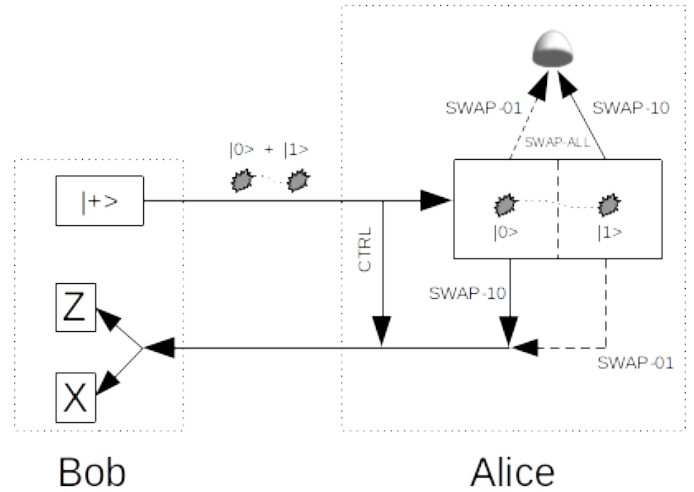 SWAP-01
SWAP-10
SWAP-ALL
|0> + |1>
|+>
|0>
|1>
CTRL
SWAP-10
Z
SWAP-01
X
Bob
Alice